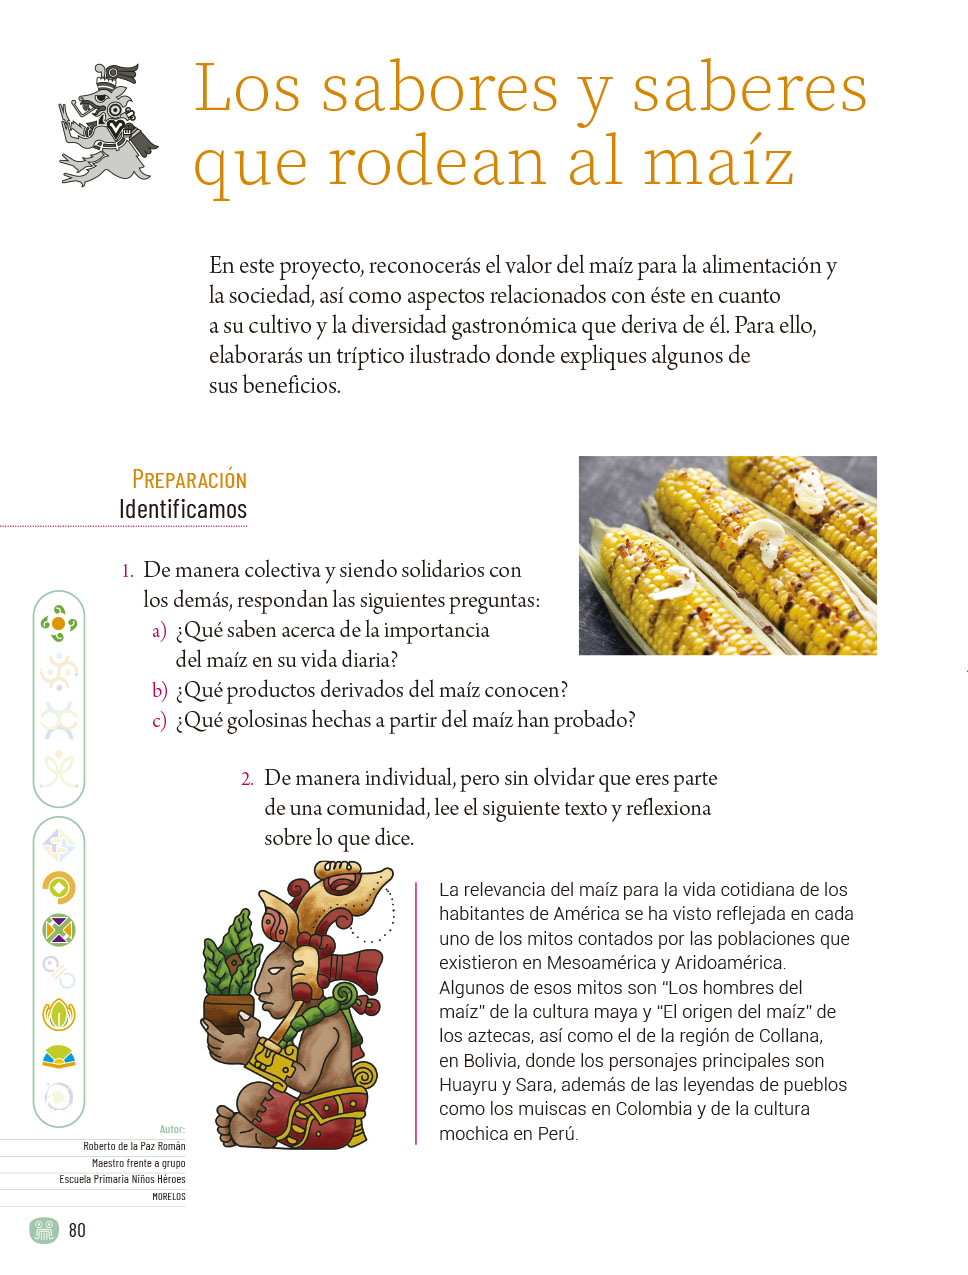 Los sabores y saberes
que rodean al maíz
En este proyecto, reconocerás el valor del maíz para la alimentación y
la sociedad, así como aspectos relacionados con éste en cuanto
a su cultivo y la diversidad gastronómica que deriva de él. Para ello,
elaborarás un tríptico ilustrado donde expliques algunos de
sus beneficios.
Preparación
Identificamos
1. De manera colectiva y siendo solidarios con
los demás, respondan las siguientes preguntas:
a) ¿Qué saben acerca de la importancia
del maíz en su vida diaria?
b) ¿Qué productos derivados del maíz conocen?
c) ¿Qué golosinas hechas a partir del maíz han probado?
2. De manera individual, pero sin olvidar que eres parte
de una comunidad, lee el siguiente texto y reflexiona
sobre lo que dice.
La relevancia del maíz para la vida cotidiana de los
habitantes de América se ha visto reflejada en cada
uno de los mitos contados por las poblaciones que
existieron en Mesoamérica y Aridoamérica.
Algunos de esos mitos son “Los hombres del
maíz” de la cultura maya y “El origen del maíz” de
los aztecas, así como el de la región de Collana,
en Bolivia, donde los personajes principales son
Huayru y Sara, además de las leyendas de pueblos
como los muiscas en Colombia y de la cultura
mochica en Perú.
Autor:
Roberto de la Paz Román
Maestro frente a grupo
Escuela Primaria Niños Héroes
MORELOS
80